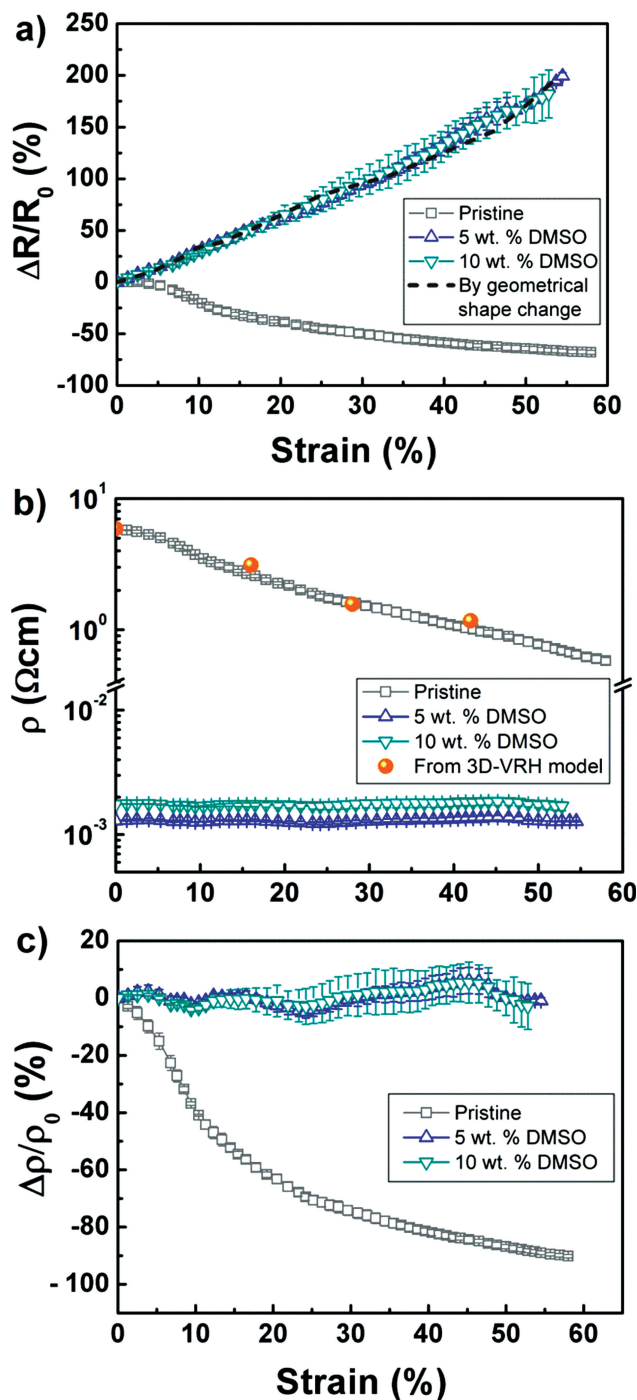 a)
250
200
150
100
50
0
-50
-100
ΔR/R0 (%)
Pristine
5 wt. % DMSO
10 wt. % DMSO
By geometrical
shape change
0 10 20 30 40 50 60
Strain (%)
b)
10^1
10^0
10^-2
10^-3
ρ (Ωcm)
Pristine
5 wt. % DMSO
10 wt. % DMSO
From 3D-VRH model
0 10 20 30 40 50 60
c)
20
0
-20
-40
-60
-80
- 100
Δρ/ρ0 (%)
Pristine
5 wt. % DMSO
10 wt. % DMSO
0 10 20 30 40 50 60
Strain (%)